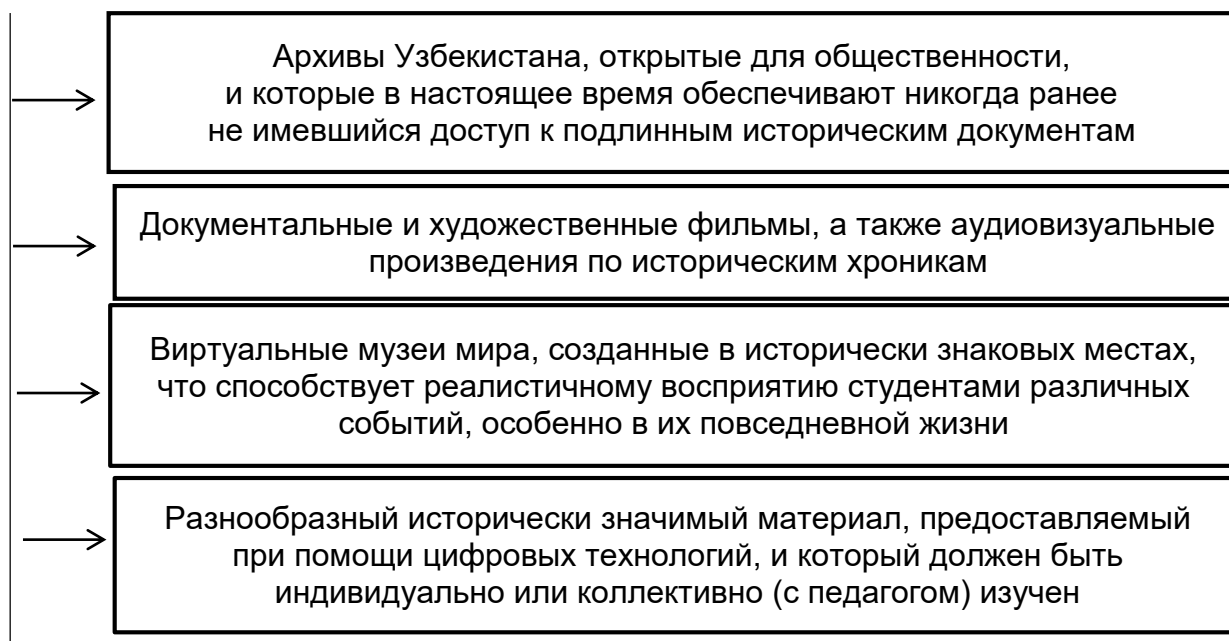 Архивы Узбекистана, открытые для общественности,
и которые в настоящее время обеспечивают никогда ранее
не имевшийся доступ к подлинным историческим документам
Документальные и художественные фильмы, а также аудиовизуальные
произведения по историческим хроникам
Виртуальные музеи мира, созданные в исторически знаковых местах,
что способствует реалистичному восприятию студентами различных
событий, особенно в их повседневной жизни
Разнообразный исторически значимый материал, предоставляемый
при помощи цифровых технологий, и который должен быть
индивидуально или коллективно (с педагогом) изучен